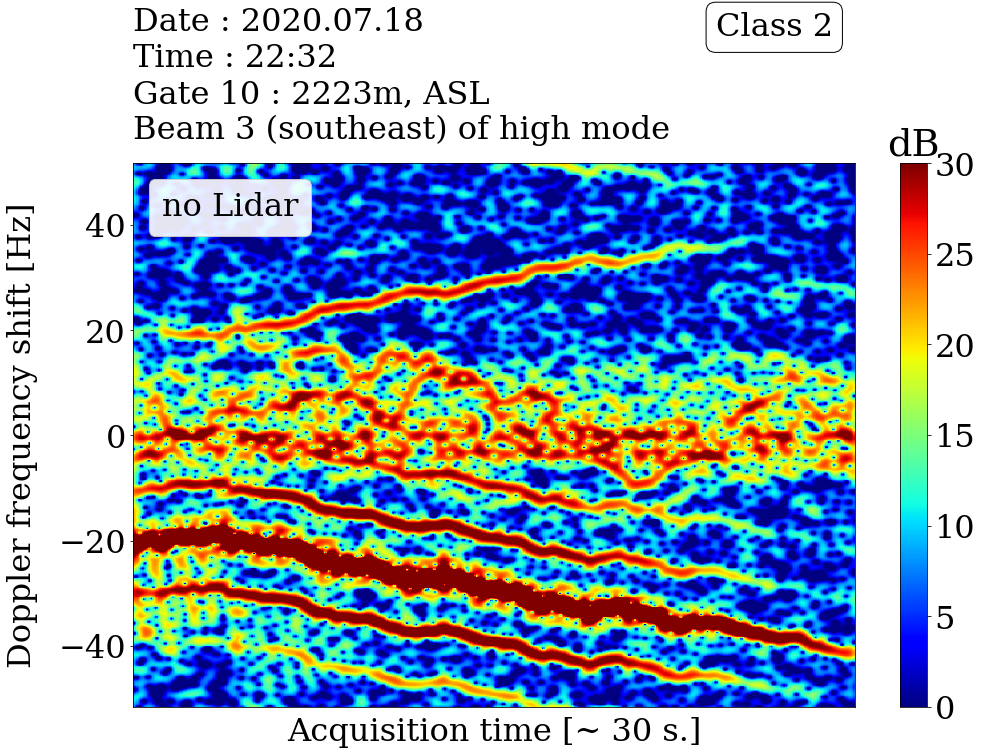 Date : 2020.07.18
Time : 22:32
Gate 10 : 2223m, ASL
Beam 3 (southeast) of high mode
Class 2
dB
no Lidar
Doppler frequency shift [Hz]
40
20
0
−20
−40
30
25
20
15
10
5
0
Acquisition time [~ 30 s.]